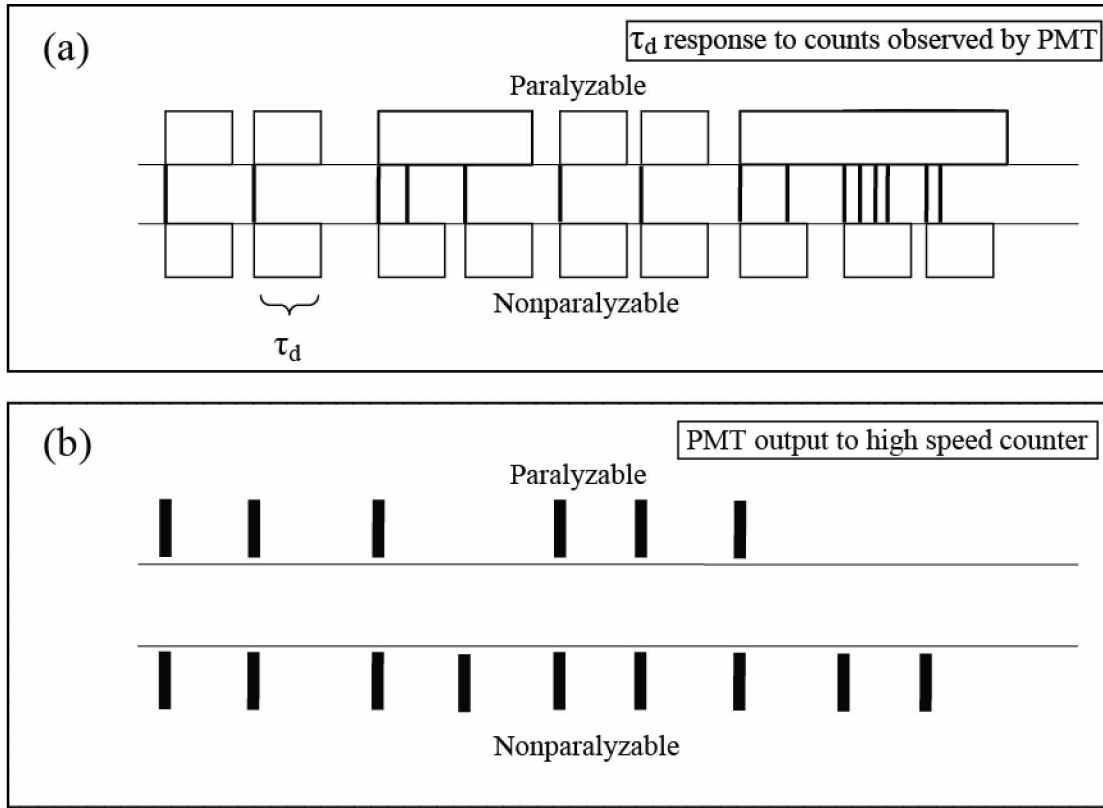 (a)
τd response to counts observed by PMT
Paralyzable
Nonparalyzable
τd
(b)
PMT output to high speed counter
Paralyzable
Nonparalyzable